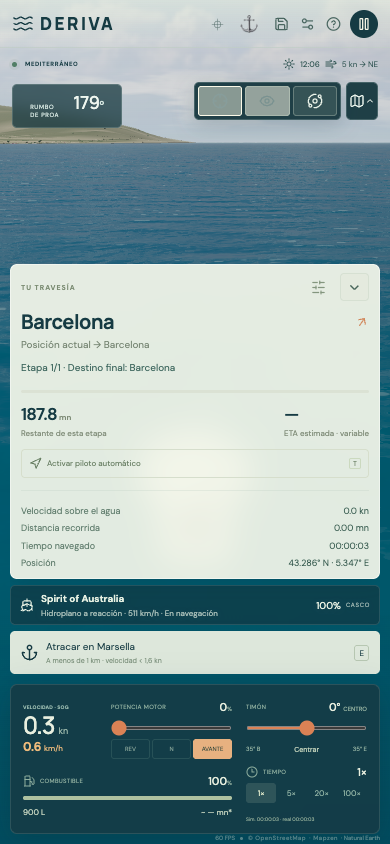 DERIVA
MEDITERRÁNEO
12:06
5 kn → NE
RUMBO DE PROA
179°
TU TRAVESÍA
Barcelona
Posición actual → Barcelona
Etapa 1/1 · Destino final: Barcelona
187.8 mn
—
Restante de esta etapa
ETA estimada · variable
Activar piloto automático
T
Velocidad sobre el agua
0.0 kn
Distancia recorrida
0.00 mn
Tiempo navegado
00:00:03
Posición
43.286° N · 5.347° E
Spirit of Australia
Hidroplano a reacción · 511 km/h · En navegación
100% CASCO
Atracar en Marsella
A menos de 1 km · velocidad < 1,6 kn
E
VELOCIDAD · SOG
0.3 kn
0.6 km/h
POTENCIA MOTOR
0%
REV
N
AVANTE
TIMÓN
0° CENTRO
35° B
Centrar
35° E
COMBUSTIBLE
100%
900 L
— — mn*
TIEMPO
1×
1×
5×
20×
100×
Sim. 00:00:03 · real 00:00:03
60 FPS
© OpenStreetMap · Mapzen · Natural Earth